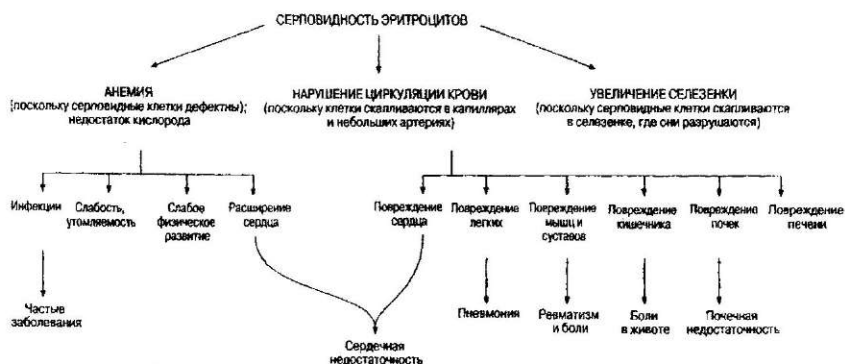 СЕРПОВИДНОСТЬ ЭРИТРОЦИТОВ
АНЕМИЯ
(поскольку серповидные клетки дефектны);
недостаток кислорода
НАРУШЕНИЕ ЦИРКУЛЯЦИИ КРОВИ
(поскольку клетки скапливаются в капиллярах
и небольших артериях)
УВЕЛИЧЕНИЕ СЕЛЕЗЕНКИ
(поскольку серповидные клетки скапливаются
в селезенке, где они разрушаются)
Инфекции
Слабость,
утомляемость
Слабое
физическое
развитие
Расширение
сердца
Повреждение
сердца
Повреждение
легких
Повреждение
мышц и
суставов
Повреждение
кишечника
Повреждение
почек
Повреждение
печени
Частые
заболевания
Сердечная
недостаточность
Пневмония
Ревматизм
и боли
Боли
в животе
Почечная
недостаточность